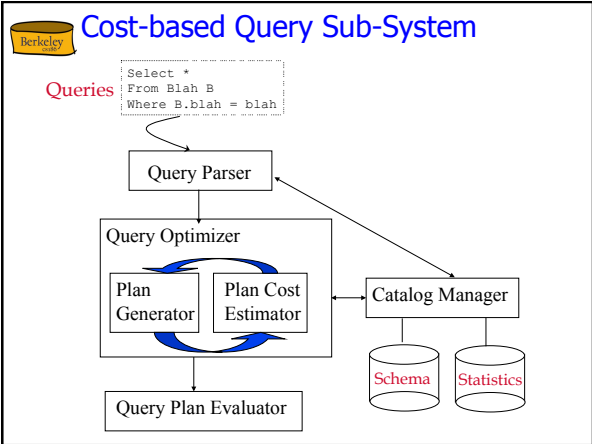 Cost-based Query Sub-System
Berkeley
cs186
Queries
Select *
From Blah B
Where B.blah = blah
Query Parser
Query Optimizer
Plan
Generator
Plan Cost
Estimator
Catalog Manager
Schema
Statistics
Query Plan Evaluator